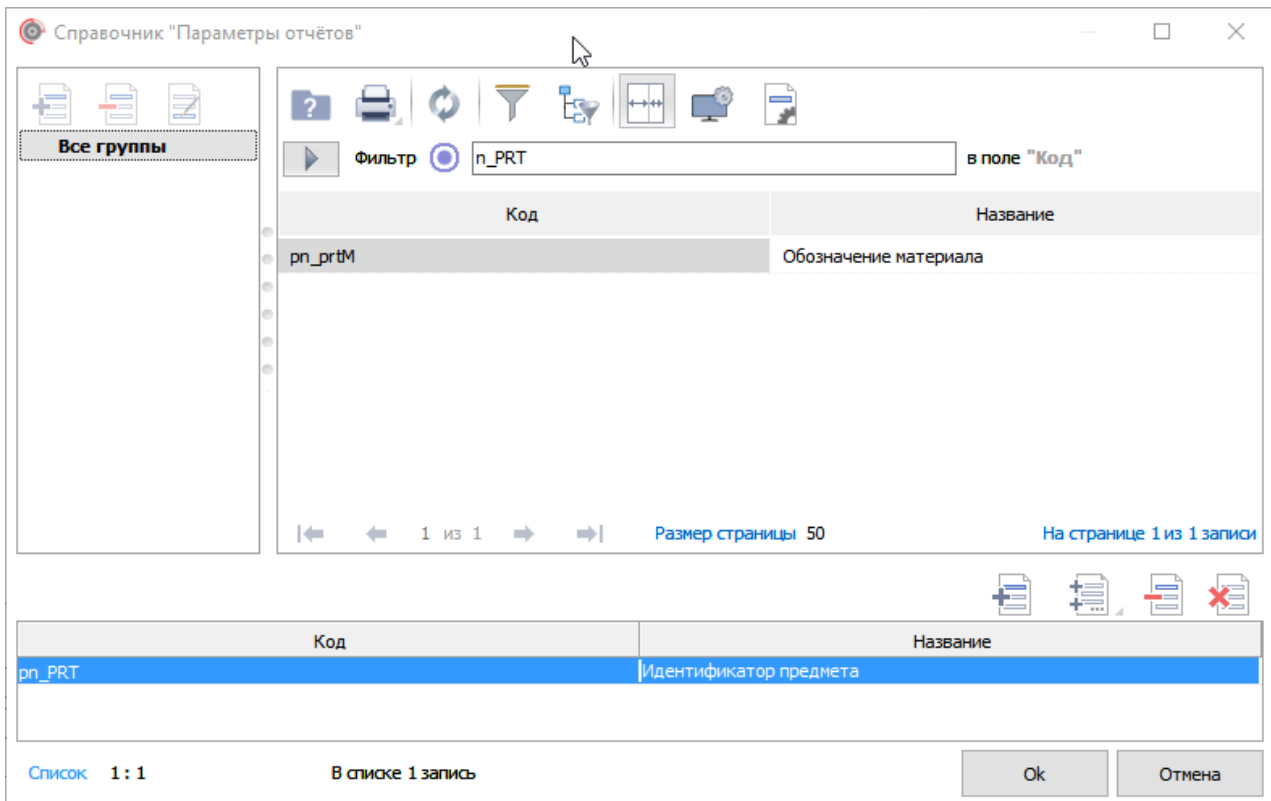 Справочник "Параметры отчётов"
Все группы
Фильтр n_PRT в поле "Код"
Код Название
pn_prtM Обозначение материала
1 из 1 Размер страницы 50 На странице 1 из 1 записи
Код Название
pn_PRT Идентификатор предмета
Список 1 : 1 В списке 1 запись Ok Отмена